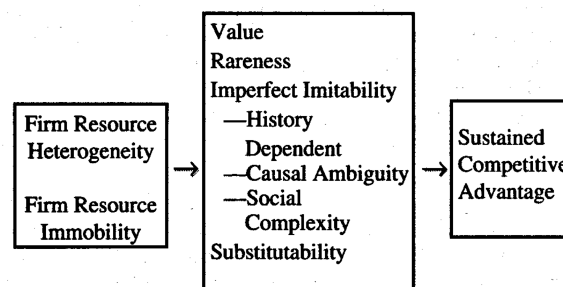 Firm Resource
Heterogeneity
Firm Resource
Immobility
Value
Rareness
Imperfect Imitability
—History
Dependent
—Causal Ambiguity
—Social
Complexity
Substitutability
Sustained
Competitive
Advantage